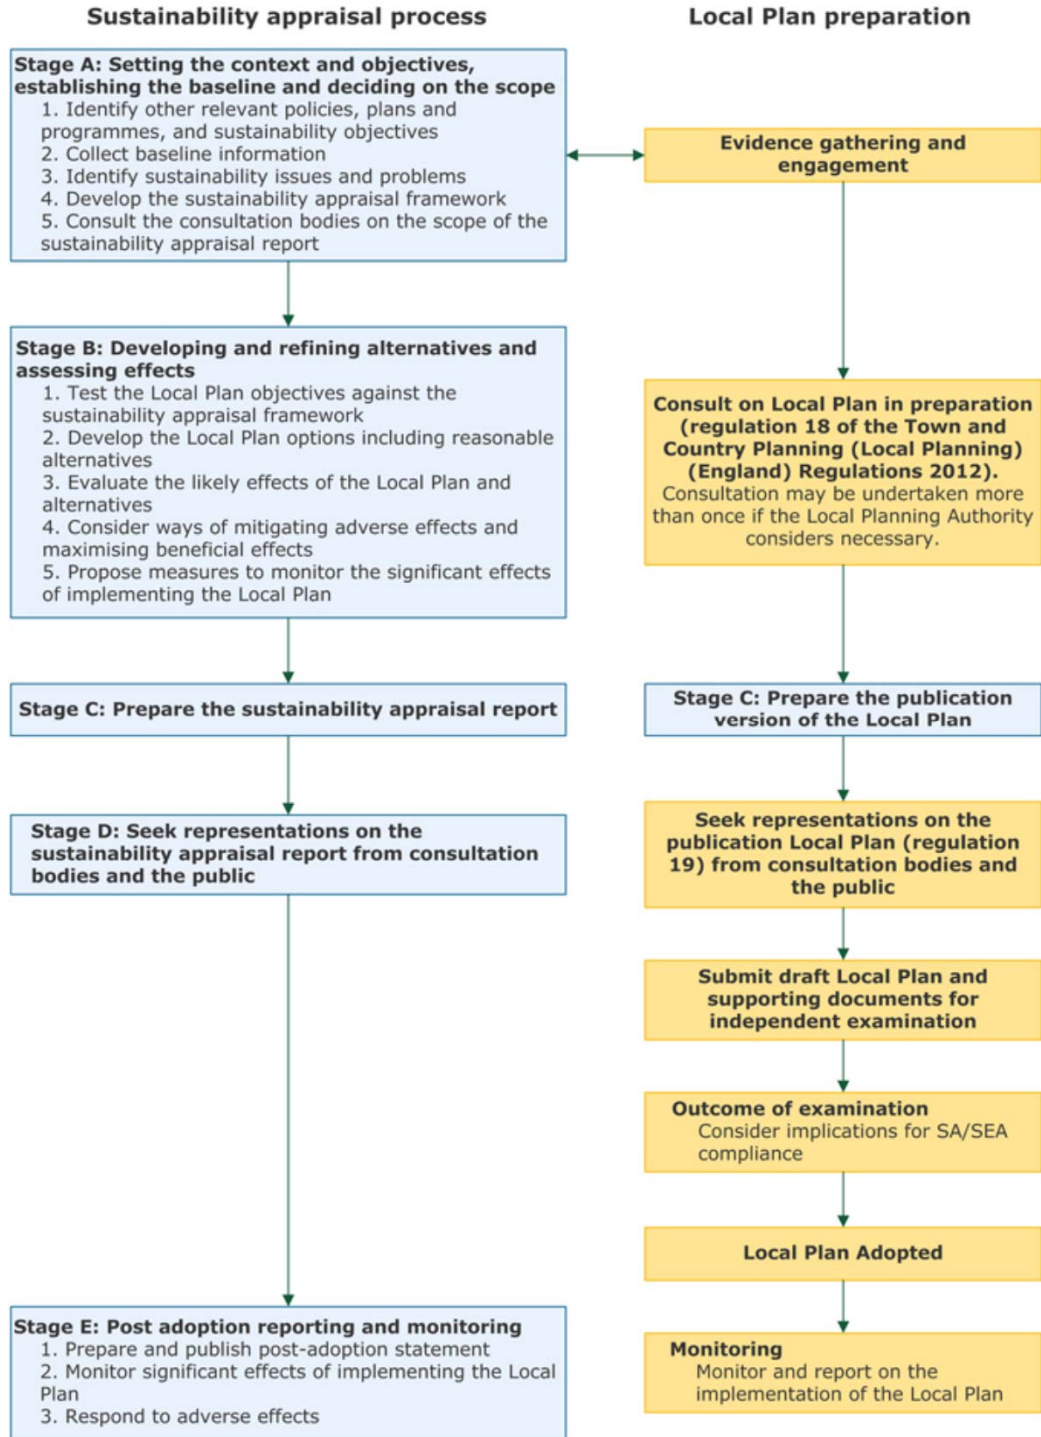 Sustainability appraisal process
Local Plan preparation
Stage A: Setting the context and objectives,
establishing the baseline and deciding on the scope
1. Identify other relevant policies, plans and
programmes, and sustainability objectives
2. Collect baseline information
3. Identify sustainability issues and problems
4. Develop the sustainability appraisal framework
5. Consult the consultation bodies on the scope of the
sustainability appraisal report
Evidence gathering and
engagement
Stage B: Developing and refining alternatives and
assessing effects
1. Test the Local Plan objectives against the
sustainability appraisal framework
2. Develop the Local Plan options including reasonable
alternatives
3. Evaluate the likely effects of the Local Plan and
alternatives
4. Consider ways of mitigating adverse effects and
maximising beneficial effects
5. Propose measures to monitor the significant effects
of implementing the Local Plan
Consult on Local Plan in preparation
(regulation 18 of the Town and
Country Planning (Local Planning)
(England) Regulations 2012).
Consultation may be undertaken more
than once if the Local Planning Authority
considers necessary.
Stage C: Prepare the sustainability appraisal report
Stage C: Prepare the publication
version of the Local Plan
Stage D: Seek representations on the
sustainability appraisal report from consultation
bodies and the public
Seek representations on the
publication Local Plan (regulation
19) from consultation bodies and
the public
Submit draft Local Plan and
supporting documents for
independent examination
Outcome of examination
Consider implications for SA/SEA
compliance
Local Plan Adopted
Stage E: Post adoption reporting and monitoring
1. Prepare and publish post-adoption statement
2. Monitor significant effects of implementing the Local
Plan
3. Respond to adverse effects
Monitoring
Monitor and report on the
implementation of the Local Plan